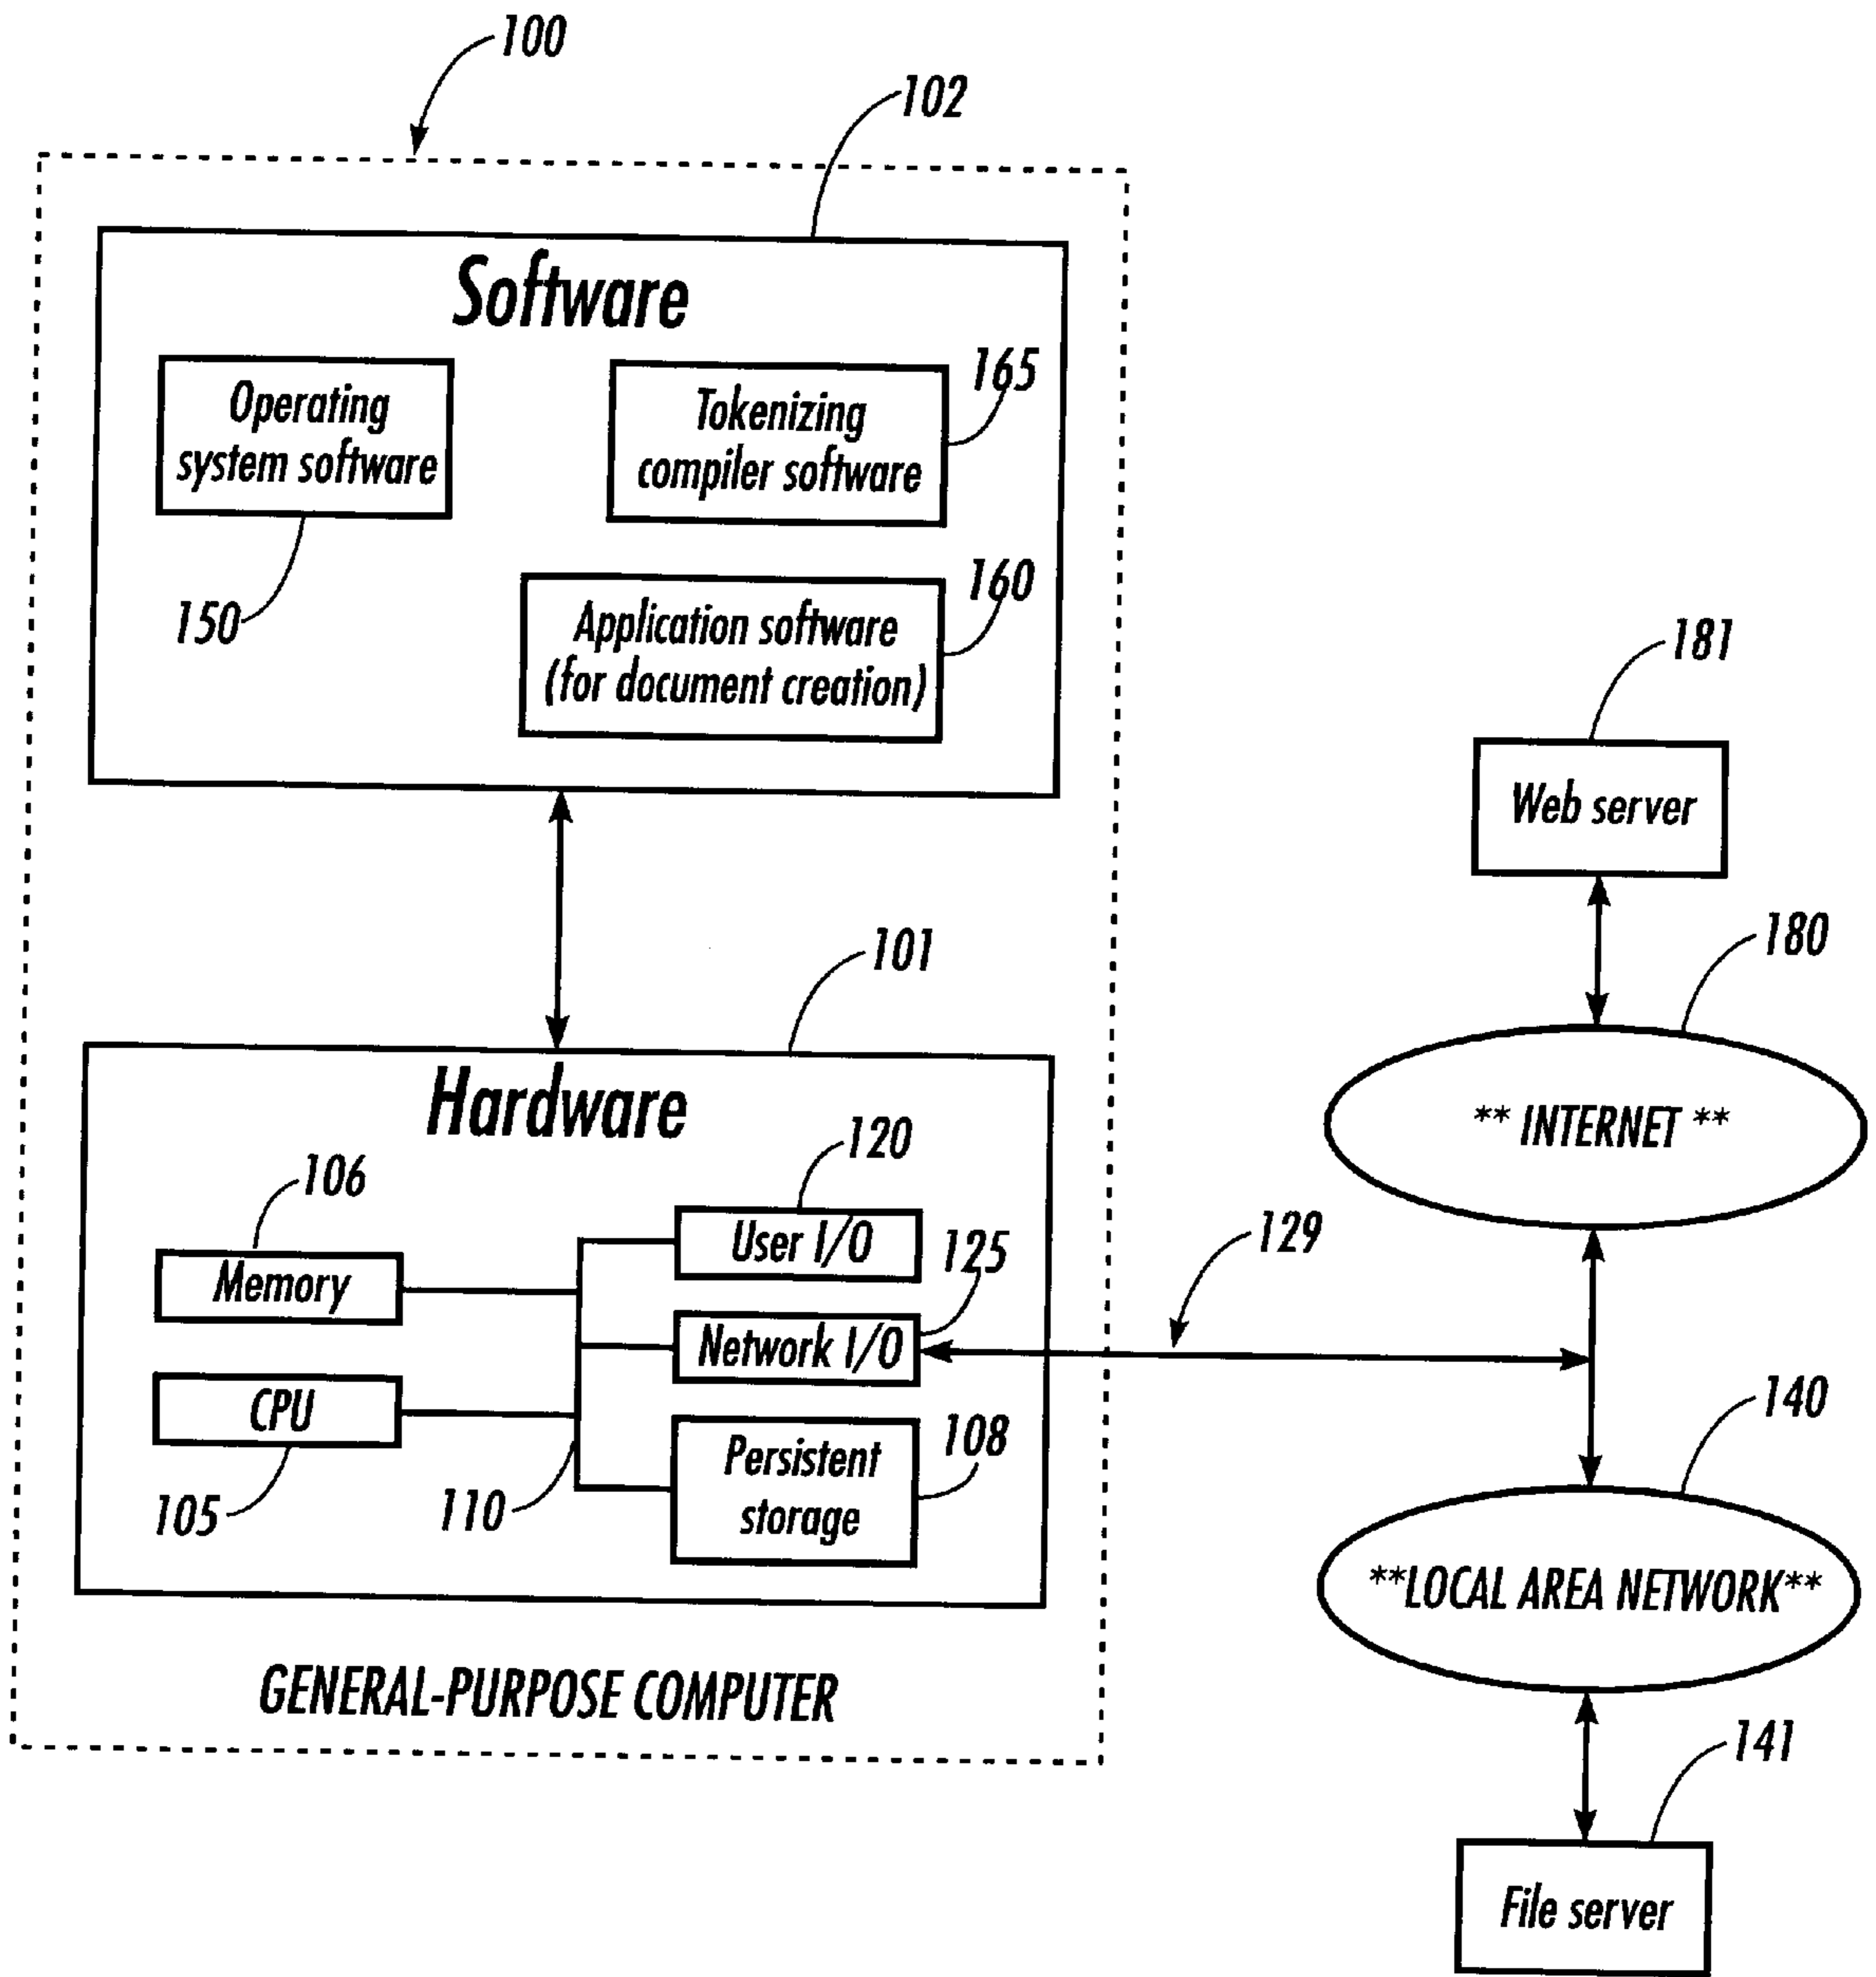 100
102
Software
Operating
system software
Tokenizing
compiler software
165
150
Application software
(for document creation)
160
181
Web server
101
180
Hardware
** INTERNET **
120
106
User I/O
125
129
Memory
Network I/O
CPU
140
Persistent
storage
108
105
110
**LOCAL AREA NETWORK**
GENERAL-PURPOSE COMPUTER
141
File server